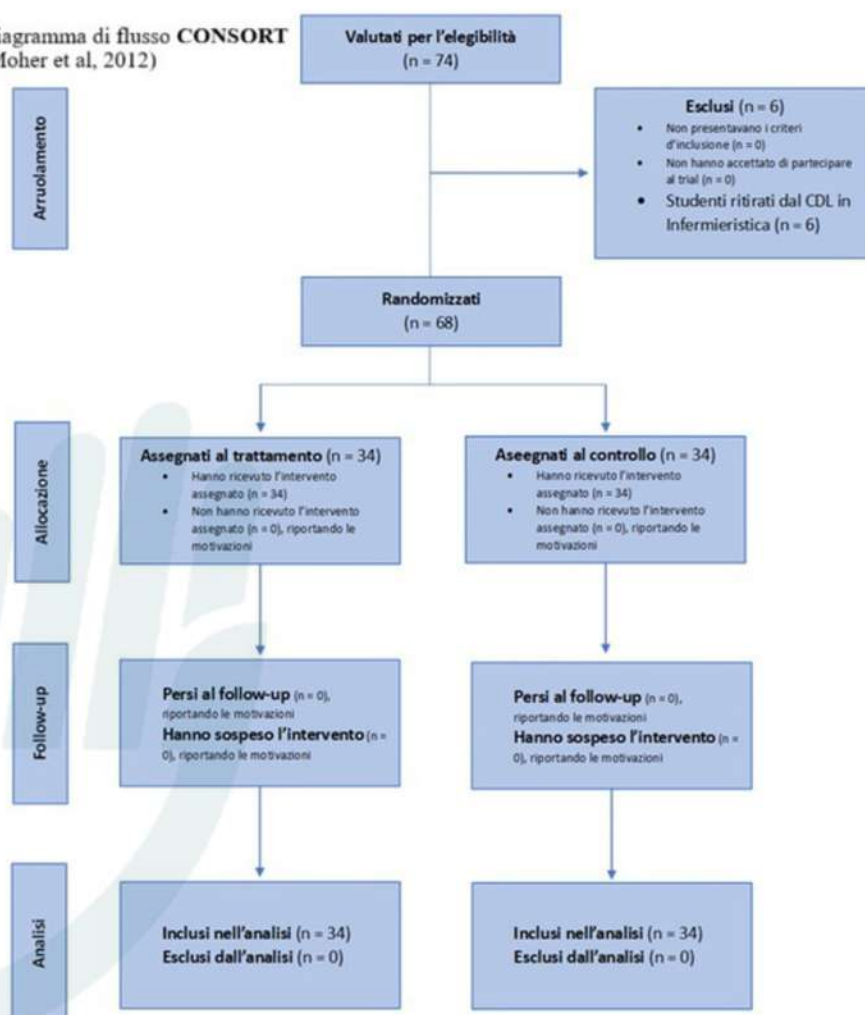 iagramma di flusso CONSORT
Moher et al, 2012)
Valutati per l'elegibilità
(n = 74)
Arruolamento
Esclusi (n = 6)
• Non presentavano i criteri
d'inclusione (n = 0)
• Non hanno accettato di partecipare
al trial (n = 0)
• Studenti ritirati dal CDL in
Infermieristica (n = 6)
Randomizzati
(n = 68)
Allocazione
Assegnati al trattamento (n = 34)
• Hanno ricevuto l'intervento
assegnato (n = 34)
• Non hanno ricevuto l'intervento
assegnato (n = 0), riportando le
motivazioni
Aseegnati al controllo (n = 34)
• Hanno ricevuto l'intervento
assegnato (n = 34)
• Non hanno ricevuto l'intervento
assegnato (n = 0), riportando le
motivazioni
Follow-up
Persi al follow-up (n = 0),
riportando le motivazioni
Hanno sospeso l'intervento (n =
0), riportando le motivazioni
Persi al follow-up (n = 0),
riportando le motivazioni
Hanno sospeso l'intervento (n =
0), riportando le motivazioni
Analisi
Inclusi nell'analisi (n = 34)
Esclusi dall'analisi (n = 0)
Inclusi nell'analisi (n = 34)
Esclusi dall'analisi (n = 0)